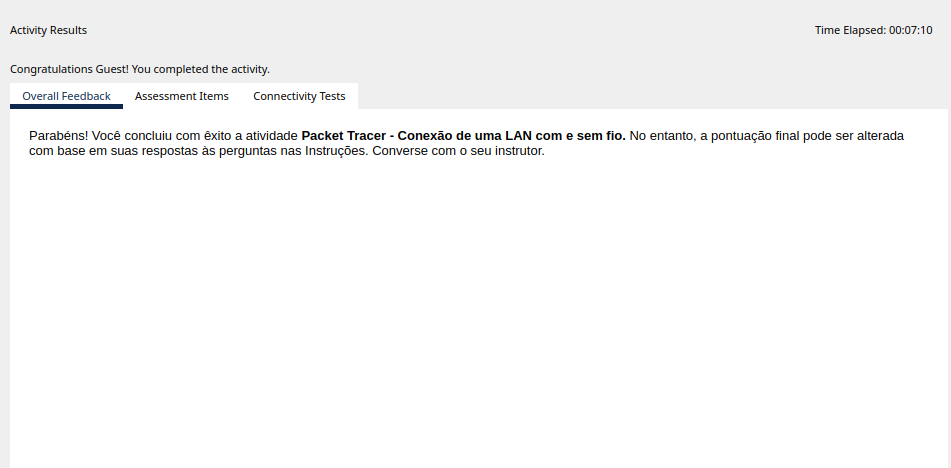 Activity Results
Time Elapsed: 00:07:10
Congratulations Guest! You completed the activity.
Overall Feedback
Assessment Items
Connectivity Tests
Parabéns! Você concluiu com êxito a atividade Packet Tracer - Conexão de uma LAN com e sem fio. No entanto, a pontuação final pode ser alterada
com base em suas respostas às perguntas nas Instruções. Converse com o seu instrutor.